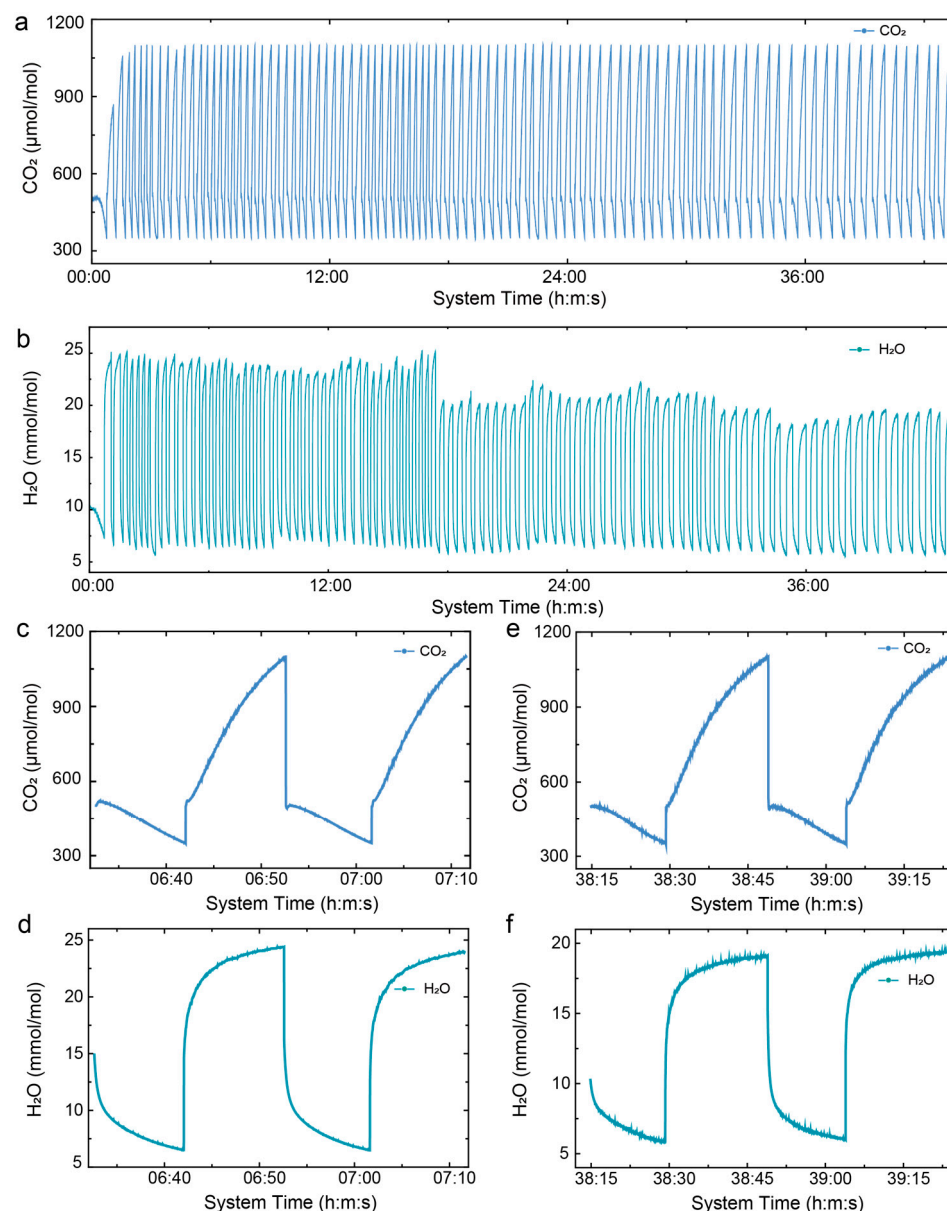 a
1200
900
600
300
CO₂ (μmol/mol)
CO₂
00:00 12:00 24:00 36:00
System Time (h:m:s)
b
25
20
15
10
5
H₂O (mmol/mol)
H₂O
00:00 12:00 24:00 36:00
System Time (h:m:s)
c
1200
900
600
300
CO₂ (μmol/mol)
CO₂
06:40 06:50 07:00 07:10
System Time (h:m:s)
e
1200
900
600
300
CO₂ (μmol/mol)
CO₂
38:15 38:30 38:45 39:00 39:15
System Time (h:m:s)
d
25
20
15
10
5
H₂O (mmol/mol)
H₂O
06:40 06:50 07:00 07:10
System Time (h:m:s)
f
20
15
10
5
H₂O (mmol/mol)
H₂O
38:15 38:30 38:45 39:00 39:15
System Time (h:m:s)